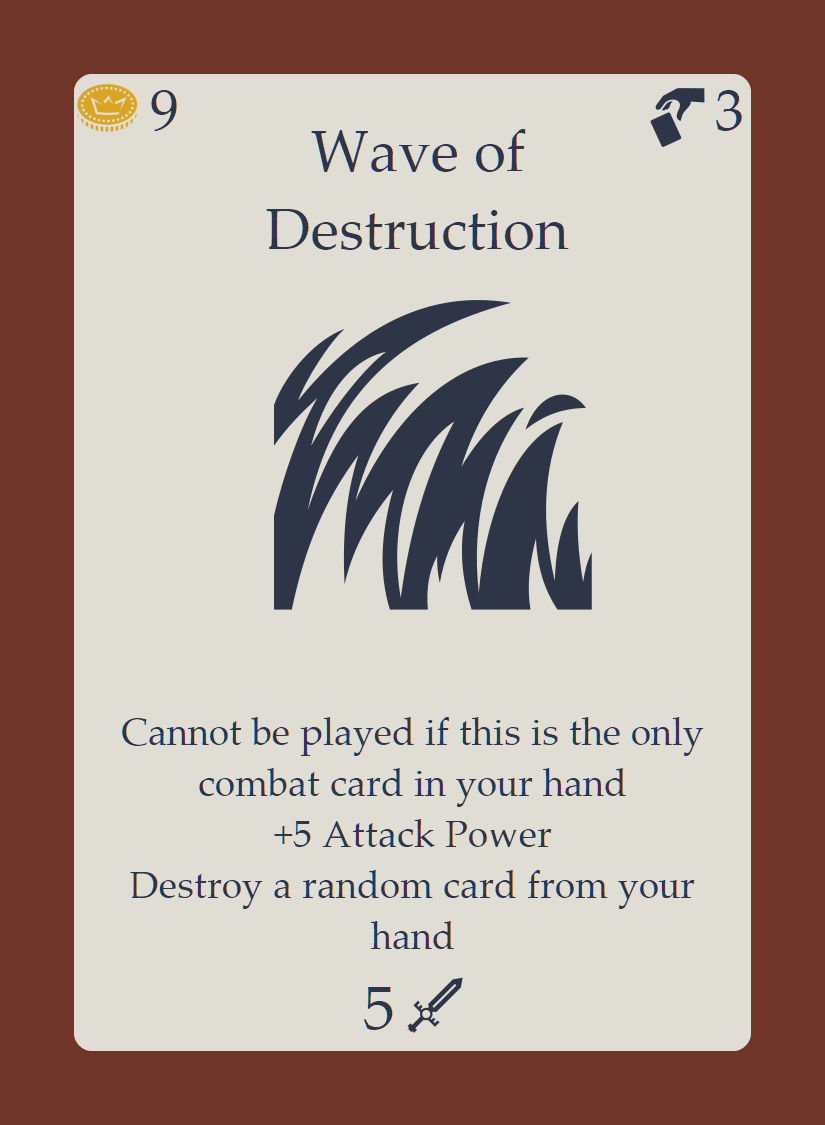 9
3
Wave of
Destruction
Cannot be played if this is the only
combat card in your hand
+5 Attack Power
Destroy a random card from your
hand
5